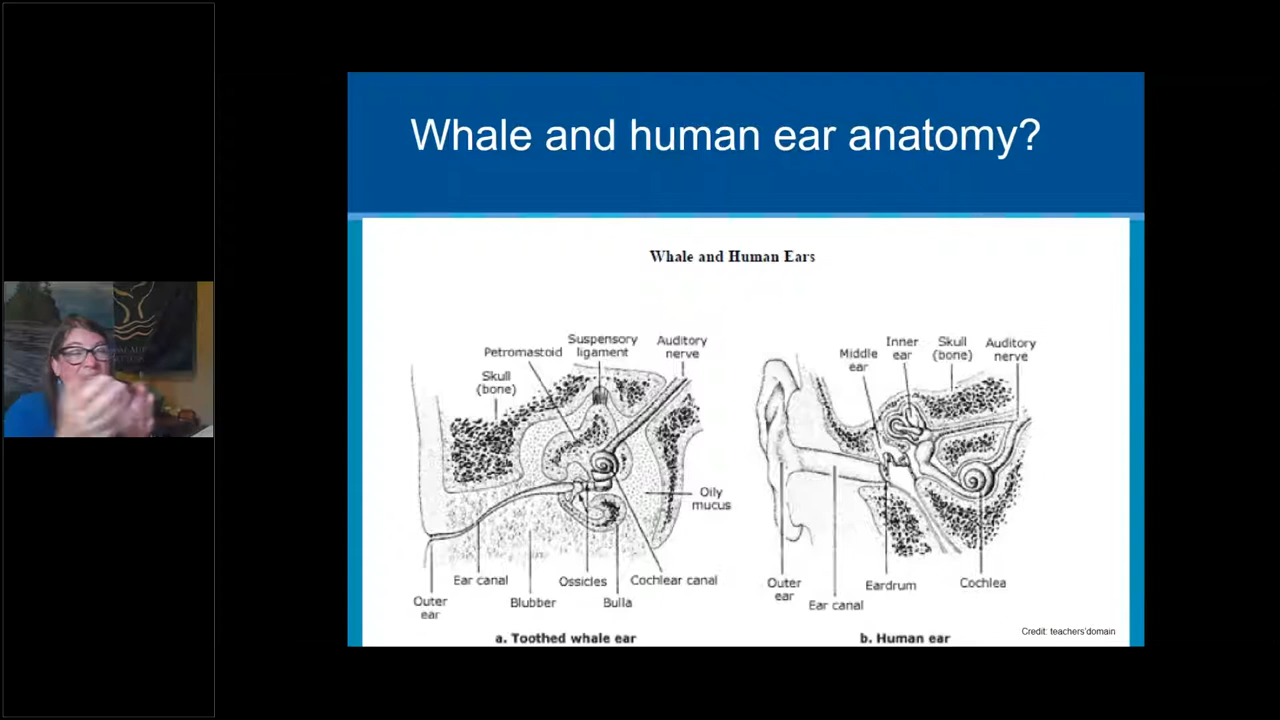 Whale and human ear anatomy?
Whale and Human Ears
Petromastoid
Suspensory
ligament
Auditory
nerve
Skull
(bone)
Oily
mucus
Ear canal
Ossicles
Cochlear canal
Outer
ear
Blubber
Bulla
a. Toothed whale ear
Middle
ear
Inner
ear
Skull
(bone)
Auditory
nerve
Outer
ear
Ear canal
Eardrum
Cochlea
Credit: teachers'domain
b. Human ear